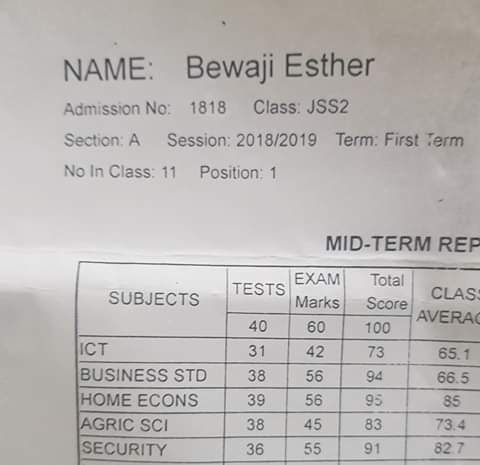 NAME: Bewaji Esther
Admission No: 1818 Class: JSS2
Section: A Session: 2018/2019 Term: First Term
No In Class: 11 Position: 1
MID-TERM REP
SUBJECTS TESTS EXAM Marks Total Score CLASS AVERAG
40 60 100
ICT 31 42 73 65.1
BUSINESS STD 38 56 94 66.5
HOME ECONS 39 56 95 85
AGRIC SCI 38 45 83 73.4
SECURITY 36 55 91 82.7